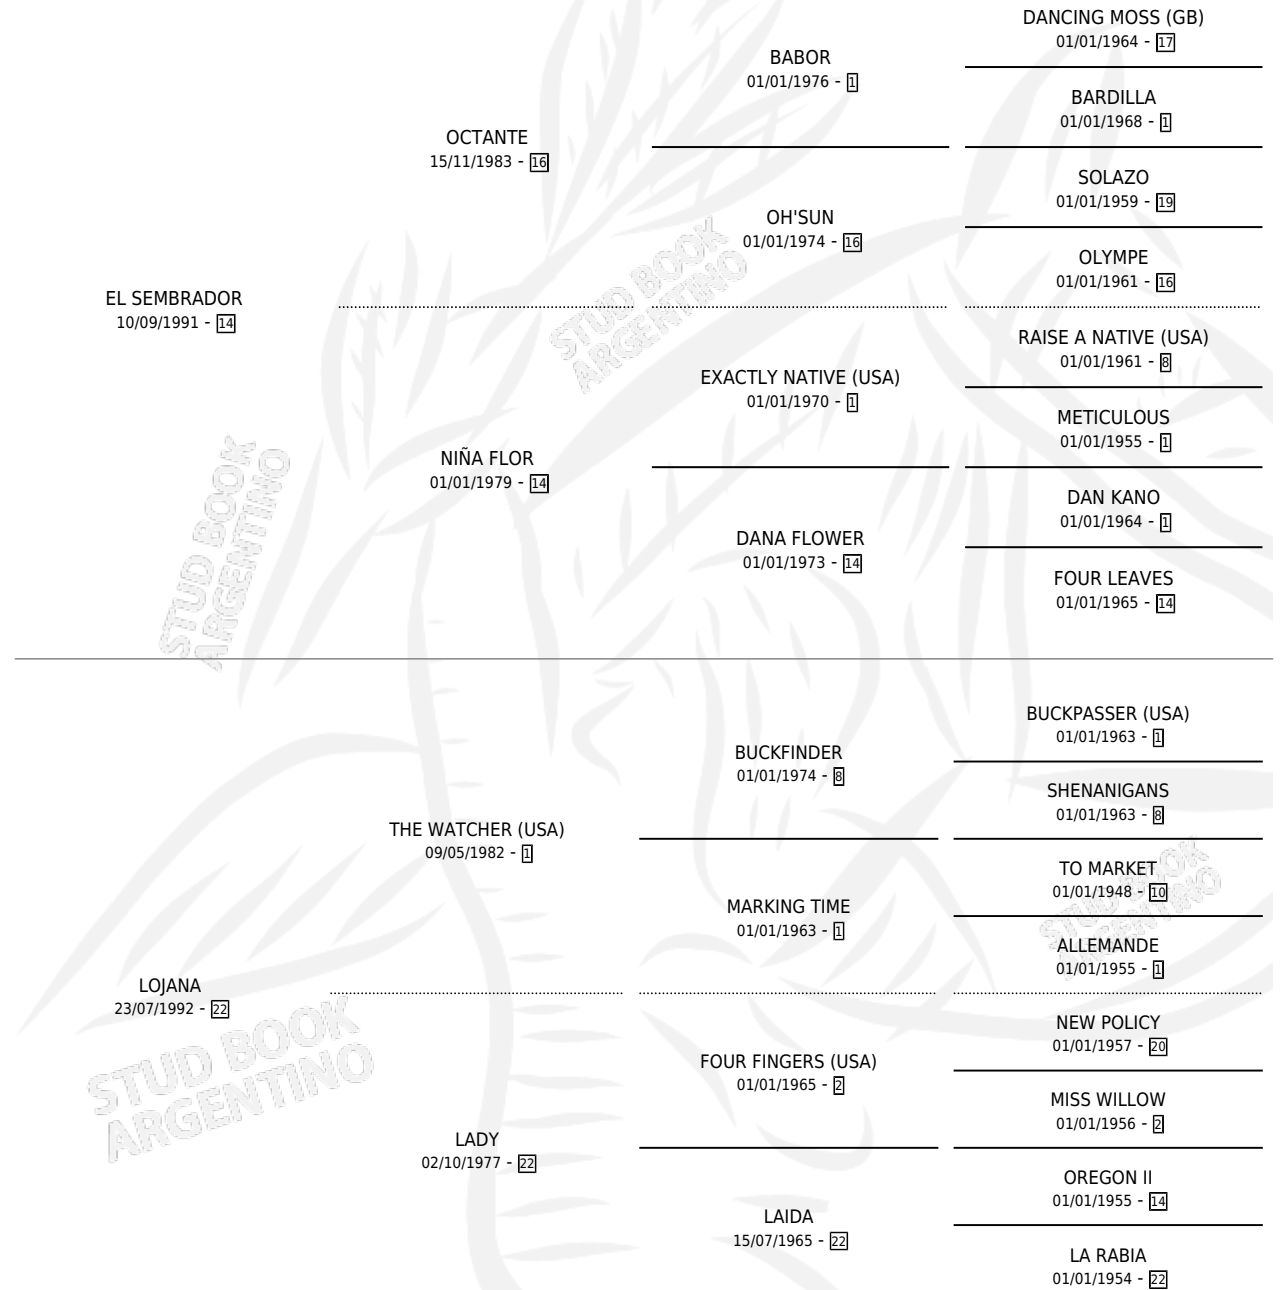 DANCING MOSS (GB)
01/01/1964 - 17
BABOR
01/01/1976 - 1
BARDILLA
01/01/1968 - 1
OCTANTE
15/11/1983 - 16
SOLAZO
01/01/1959 - 19
OH'SUN
01/01/1974 - 16
OLYMPE
01/01/1961 - 16
EL SEMBRADOR
10/09/1991 - 14
RAISE A NATIVE (USA)
01/01/1961 - 8
EXACTLY NATIVE (USA)
01/01/1970 - 1
METICULOUS
01/01/1955 - 1
NIÑA FLOR
01/01/1979 - 14
DAN KANO
01/01/1964 - 1
DANA FLOWER
01/01/1973 - 14
FOUR LEAVES
01/01/1965 - 14
STUD BOOK
ARGENTINO
STUD BOOK
ARGENTINO
BUCKPASSER (USA)
01/01/1963 - 1
BUCKFINDER
01/01/1974 - 8
SHENANIGANS
01/01/1963 - 8
THE WATCHER (USA)
09/05/1982 - 1
TO MARKET
01/01/1948 - 10
MARKING TIME
01/01/1963 - 1
ALLEMANDE
01/01/1955 - 1
STUD BOOK
ARGENTINO
LOJANA
23/07/1992 - 22
NEW POLICY
01/01/1957 - 20
FOUR FINGERS (USA)
01/01/1965 - 2
MISS WILLOW
01/01/1956 - 2
STUD BOOK
ARGENTINO
LADY
02/10/1977 - 22
OREGON II
01/01/1955 - 14
LAIDA
15/07/1965 - 22
LA RABIA
01/01/1954 - 22